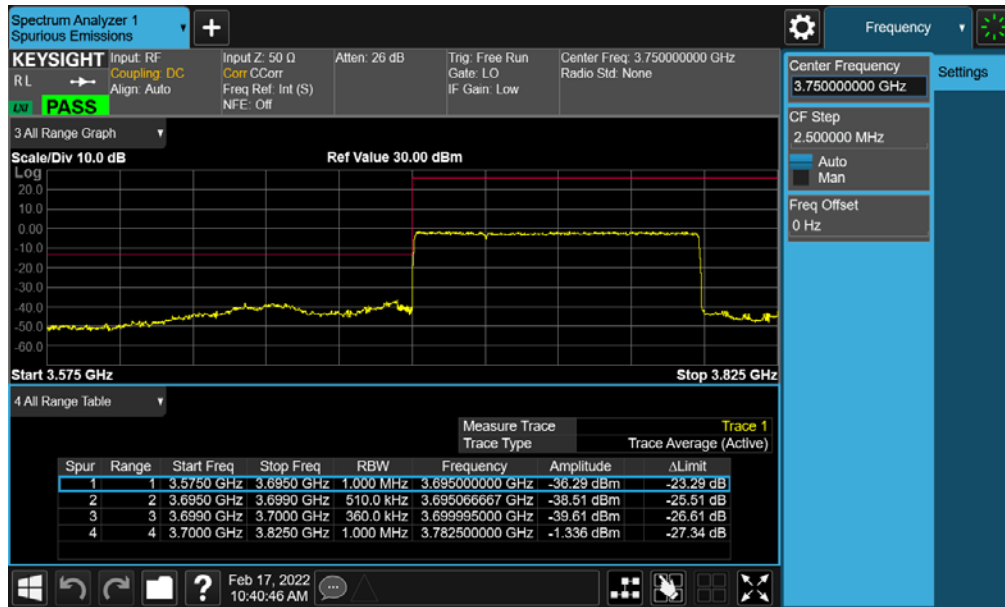 Spectrum Analyzer 1
Spurious Emissions
Frequency
KEYSIGHT
RL
LXI
PASS
Input: RF
Coupling: DC
Align: Auto
Input Z: 50 Ω
Corr CCorr
Freq Ref: Int (S)
NFE: Off
Atten: 26 dB
Trig: Free Run
Gate: LO
IF Gain: Low
Center Freq: 3.750000000 GHz
Radio Std: None
Center Frequency
3.750000000 GHz
Settings
CF Step
2.500000 MHz
Auto
Man
Freq Offset
0 Hz
3 All Range Graph
Scale/Div 10.0 dB Ref Value 30.00 dBm
Log
20.0
10.0
0.00
-10.0
-20.0
-30.0
-40.0
-50.0
-60.0
Start 3.575 GHz Stop 3.825 GHz
4 All Range Table
Measure Trace Trace 1
Trace Type Trace Average (Active)
Spur Range Start Freq Stop Freq RBW Frequency Amplitude ΔLimit
1 1 3.5750 GHz 3.6950 GHz 1.000 MHz 3.695000000 GHz -36.29 dBm -23.29 dB
2 2 3.6950 GHz 3.6990 GHz 510.0 kHz 3.695066667 GHz -38.51 dBm -25.51 dB
3 3 3.6990 GHz 3.7000 GHz 360.0 kHz 3.699995000 GHz -39.61 dBm -26.61 dB
4 4 3.7000 GHz 3.8250 GHz 1.000 MHz 3.782500000 GHz -1.336 dBm -27.34 dB
Feb 17, 2022
10:40:46 AM